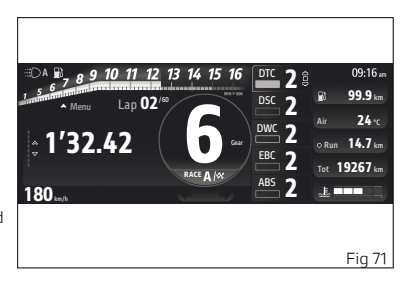 A
1 5 6 7 8 9 10 11 12 13 14 15 16
RPM × 1000
Menu
Lap 02/60
1’32.42
6
Gear
RACE A/
180 km/h
DTC 2
DSC 2
DWC 2
EBC 2
ABS 2
09:16 am
99.9 km
Air 24 °C
Run 14.7 km
Tot 19267 km
d
Fig 71